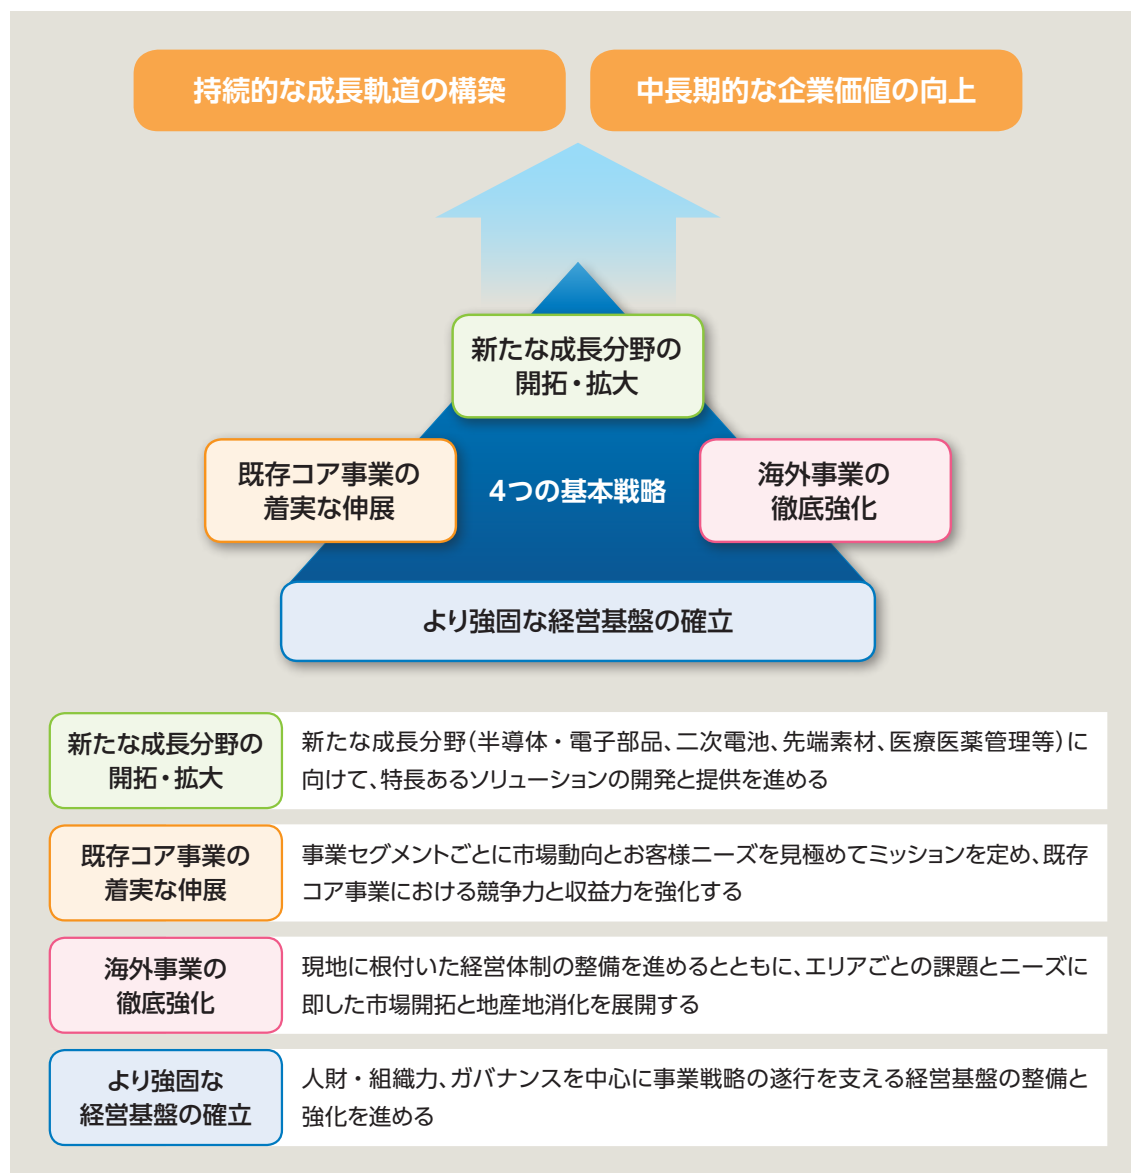 持続的な成長軌道の構築
中長期的な企業価値の向上
新たな成長分野の
開拓・拡大
既存コア事業の
着実な伸展
4つの基本戦略
海外事業の
徹底強化
より強固な経営基盤の確立
新たな成長分野の
開拓・拡大
新たな成長分野（半導体・電子部品、二次電池、先端素材、医療医薬管理等）に
向けて、特長あるソリューションの開発と提供を進める
既存コア事業の
着実な伸展
事業セグメントごとに市場動向とお客様ニーズを見極めてミッションを定め、既存
コア事業における競争力と収益力を強化する
海外事業の
徹底強化
現地に根付いた経営体制の整備を進めるとともに、エリアごとの課題とニーズに
即した市場開拓と地産地消化を展開する
より強固な
経営基盤の確立
人財・組織力、ガバナンスを中心に事業戦略の遂行を支える経営基盤の整備と
強化を進める